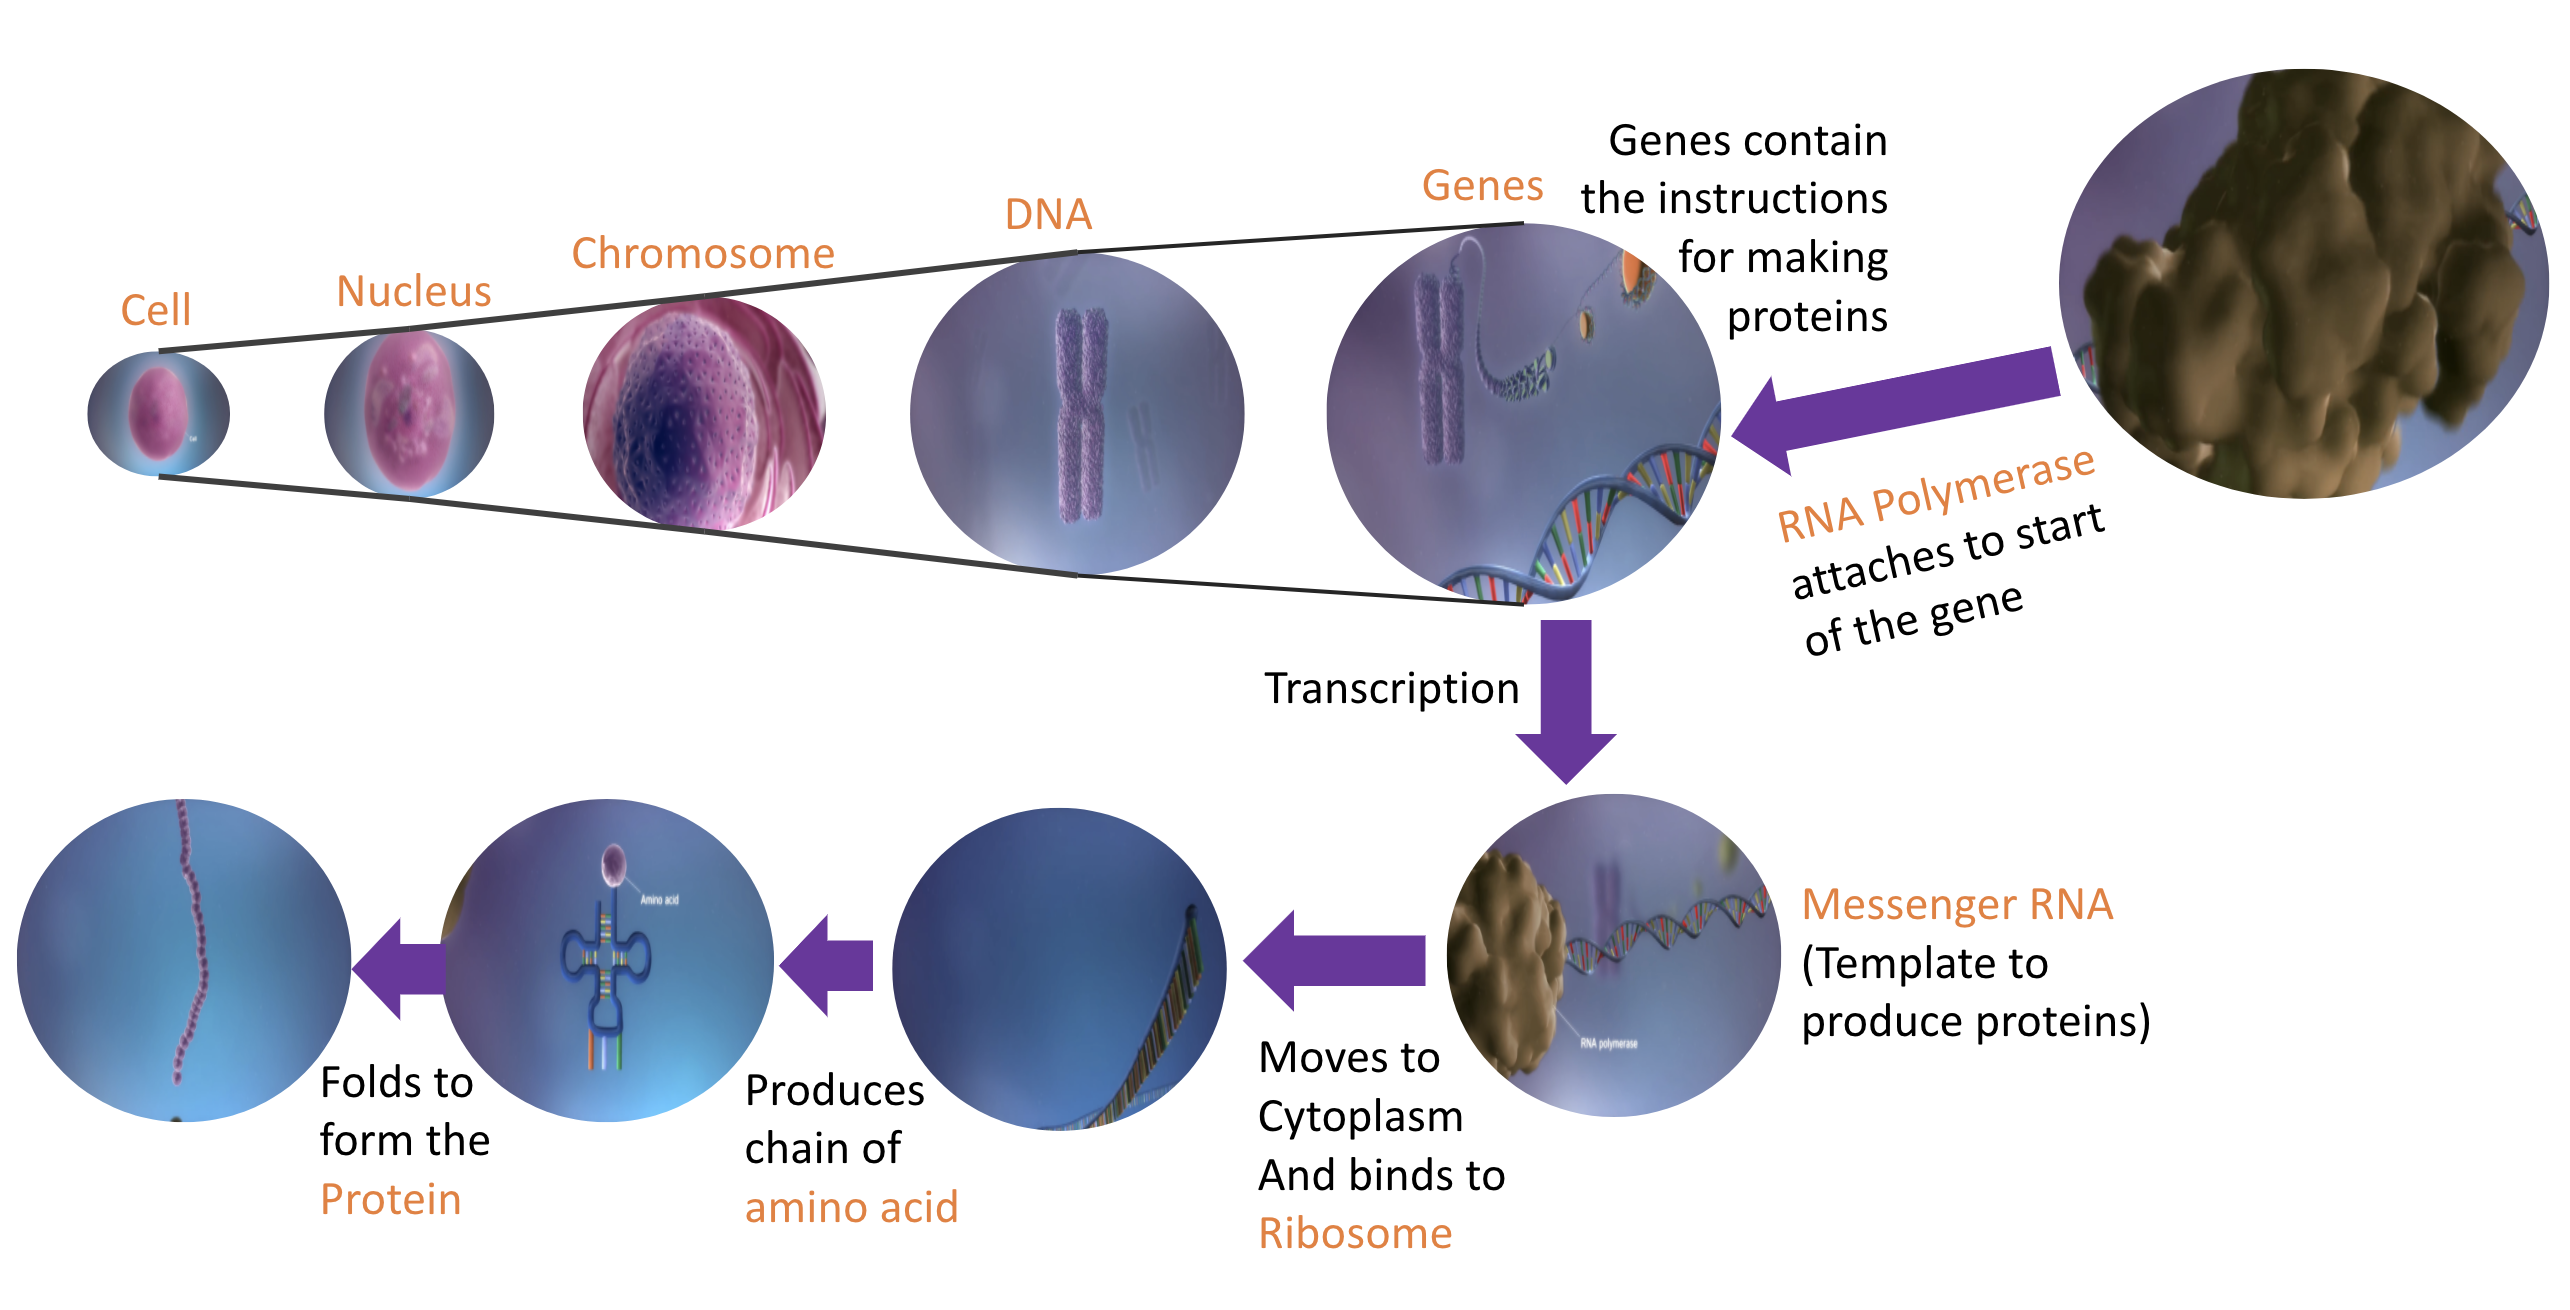 Cell
Nucleus
Chromosome
DNA
Genes
Genes contain
the instructions
for making
proteins
RNA Polymerase
attaches to start
of the gene
Cell
Transcription
Messenger RNA
(Template to
produce proteins)
RNA polymerase
Moves to
Cytoplasm
And binds to
Ribosome
Produces
chain of
amino acid
Amino acid
Folds to
form the
Protein